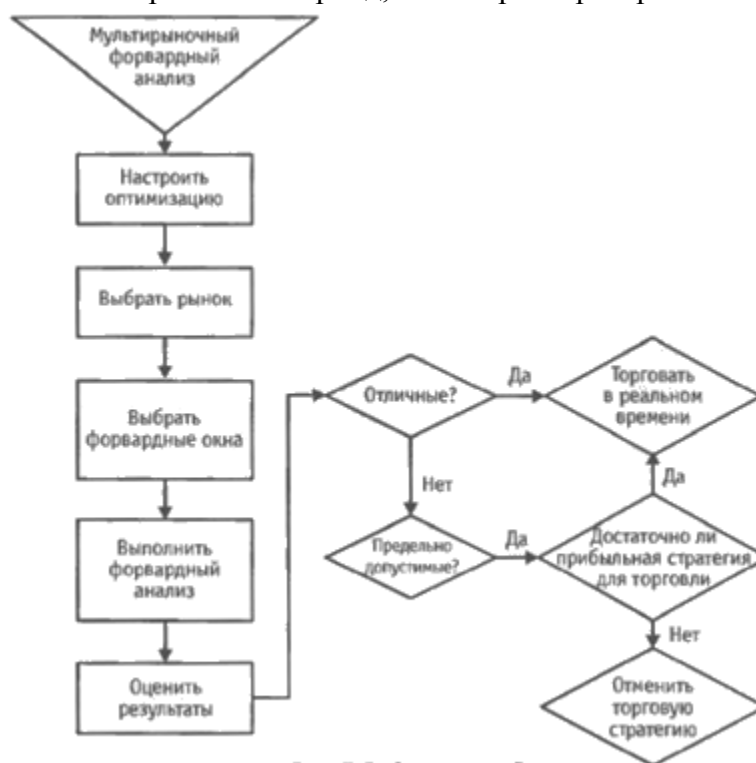 Мультирыночный
форвардный
анализ
Настроить
оптимизацию
Выбрать рынок
Выбрать
форвардные окна
Выполнить
форвардный
анализ
Оценить
результаты
Отличные?
Да
Торговать
в реальном
времени
Нет
Да
Предельно
допустимые?
Да
Достаточно ли
прибыльная стратегия
для торговли
Нет
Отменить
торговую
стратегию